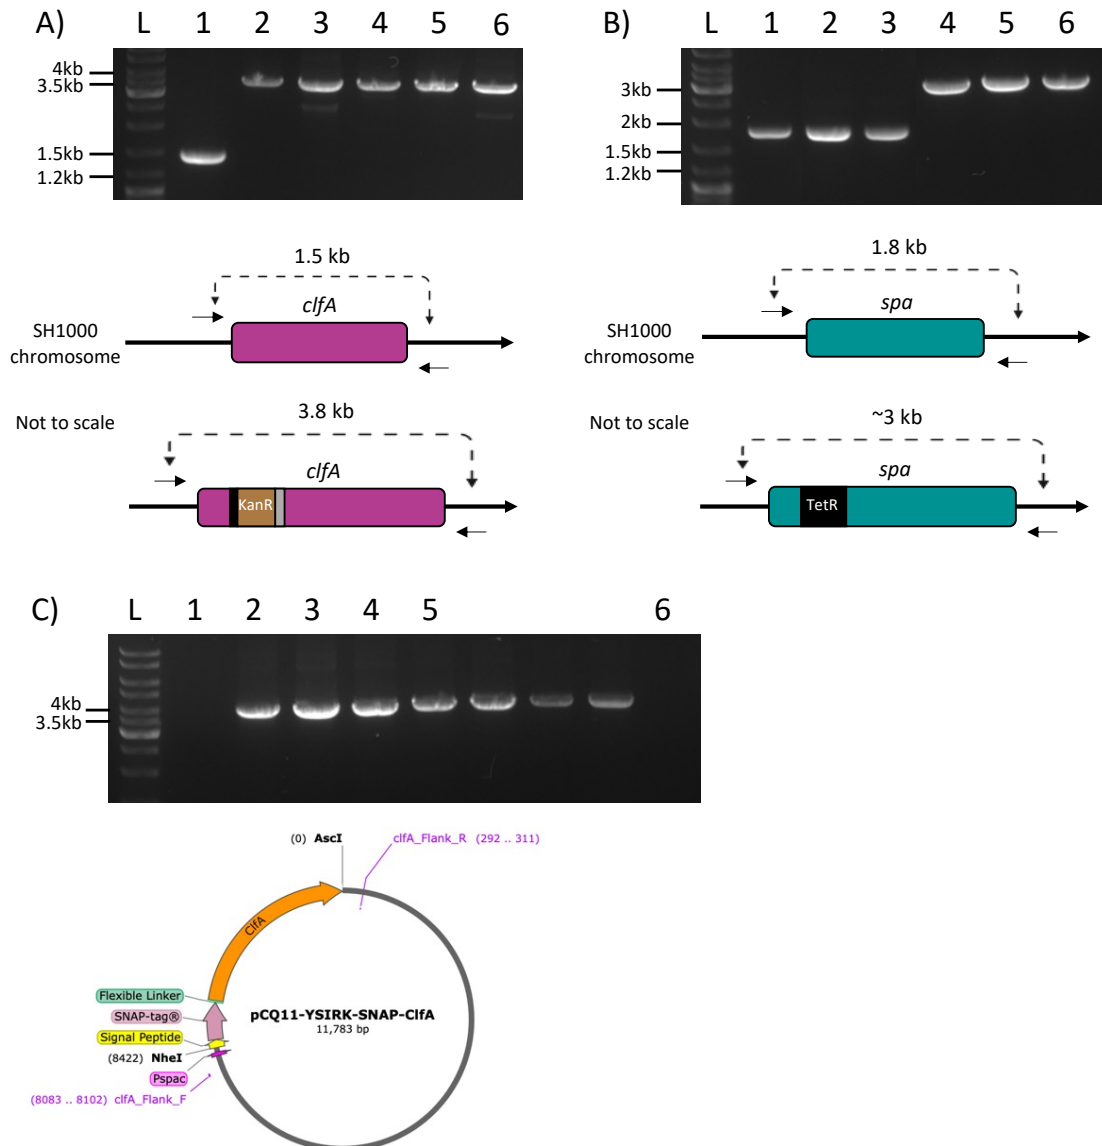 A) L 1 2 3 4 5 6
4kb
3.5kb
1.5kb
1.2kb
1.5 kb
clfA
SH1000
chromosome
Not to scale
3.8 kb
clfA
KanR
B) L 1 2 3 4 5 6
3kb
2kb
1.5kb
1.2kb
1.8 kb
spa
SH1000
chromosome
Not to scale
~3 kb
spa
TetR
C) L 1 2 3 4 5 6
4kb
3.5kb
(0) AscI
clfA_Flank_R (292 .. 311)
ClfA
Flexible Linker
SNAP-tag®
Signal Peptide
(8422) NheI
Pspac
(8083 .. 8102) clfA_Flank_F
pCQ11-YSIRK-SNAP-ClfA
11,783 bp